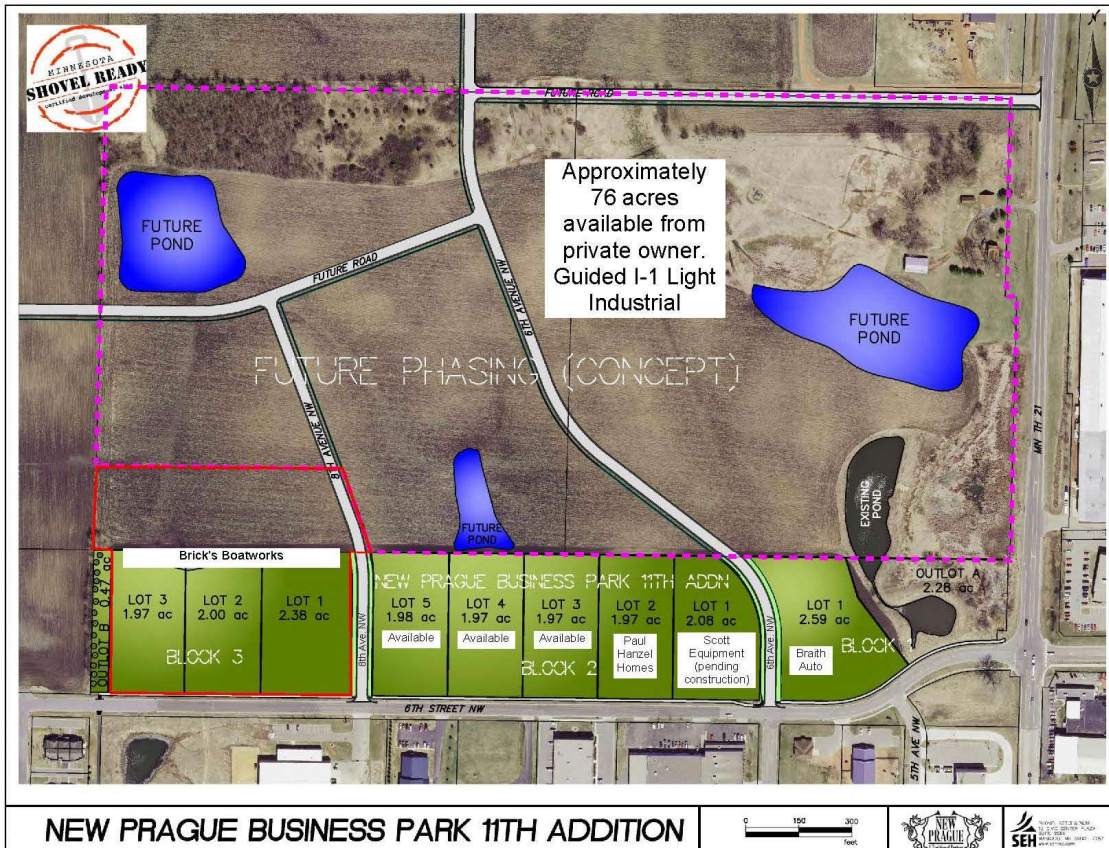 MINNESOTA
SHOVEL READY
FUTURE ROAD
Approximately
76 acres
available from
private owner.
Guided I-1 Light
Industrial
FUTURE
POND
FUTURE ROAD
6TH AVENUE NW
FUTURE
POND
FUTURE PHASING (CONCEPT)
8TH AVENUE NW
MN TH 21
FUTURE
POND
EXISTING
POND
Brick's Boatworks
OUTLOT B 0.47 ac
LOT 3
1.97 ac
LOT 2
2.00 ac
LOT 1
2.38 ac
BLOCK 3
8th Ave. NW
NEW PRAGUE BUSINESS PARK 11TH ADDN
LOT 5
1.98 ac
Available
LOT 4
1.97 ac
Available
LOT 3
1.97 ac
Available
LOT 2
1.97 ac
Paul
Hanzel
Homes
LOT 1
2.08 ac
Scott
Equipment
(pending
construction)
BLOCK 2
6th Ave. NW
LOT 1
2.59 ac
Braith
Auto
BLOCK 1
OUTLOT A
2.28 ac
6TH STREET NW
5TH AVE NW
NEW PRAGUE BUSINESS PARK 11TH ADDITION
0 150 300
feet
NEW
PRAGUE
SEH